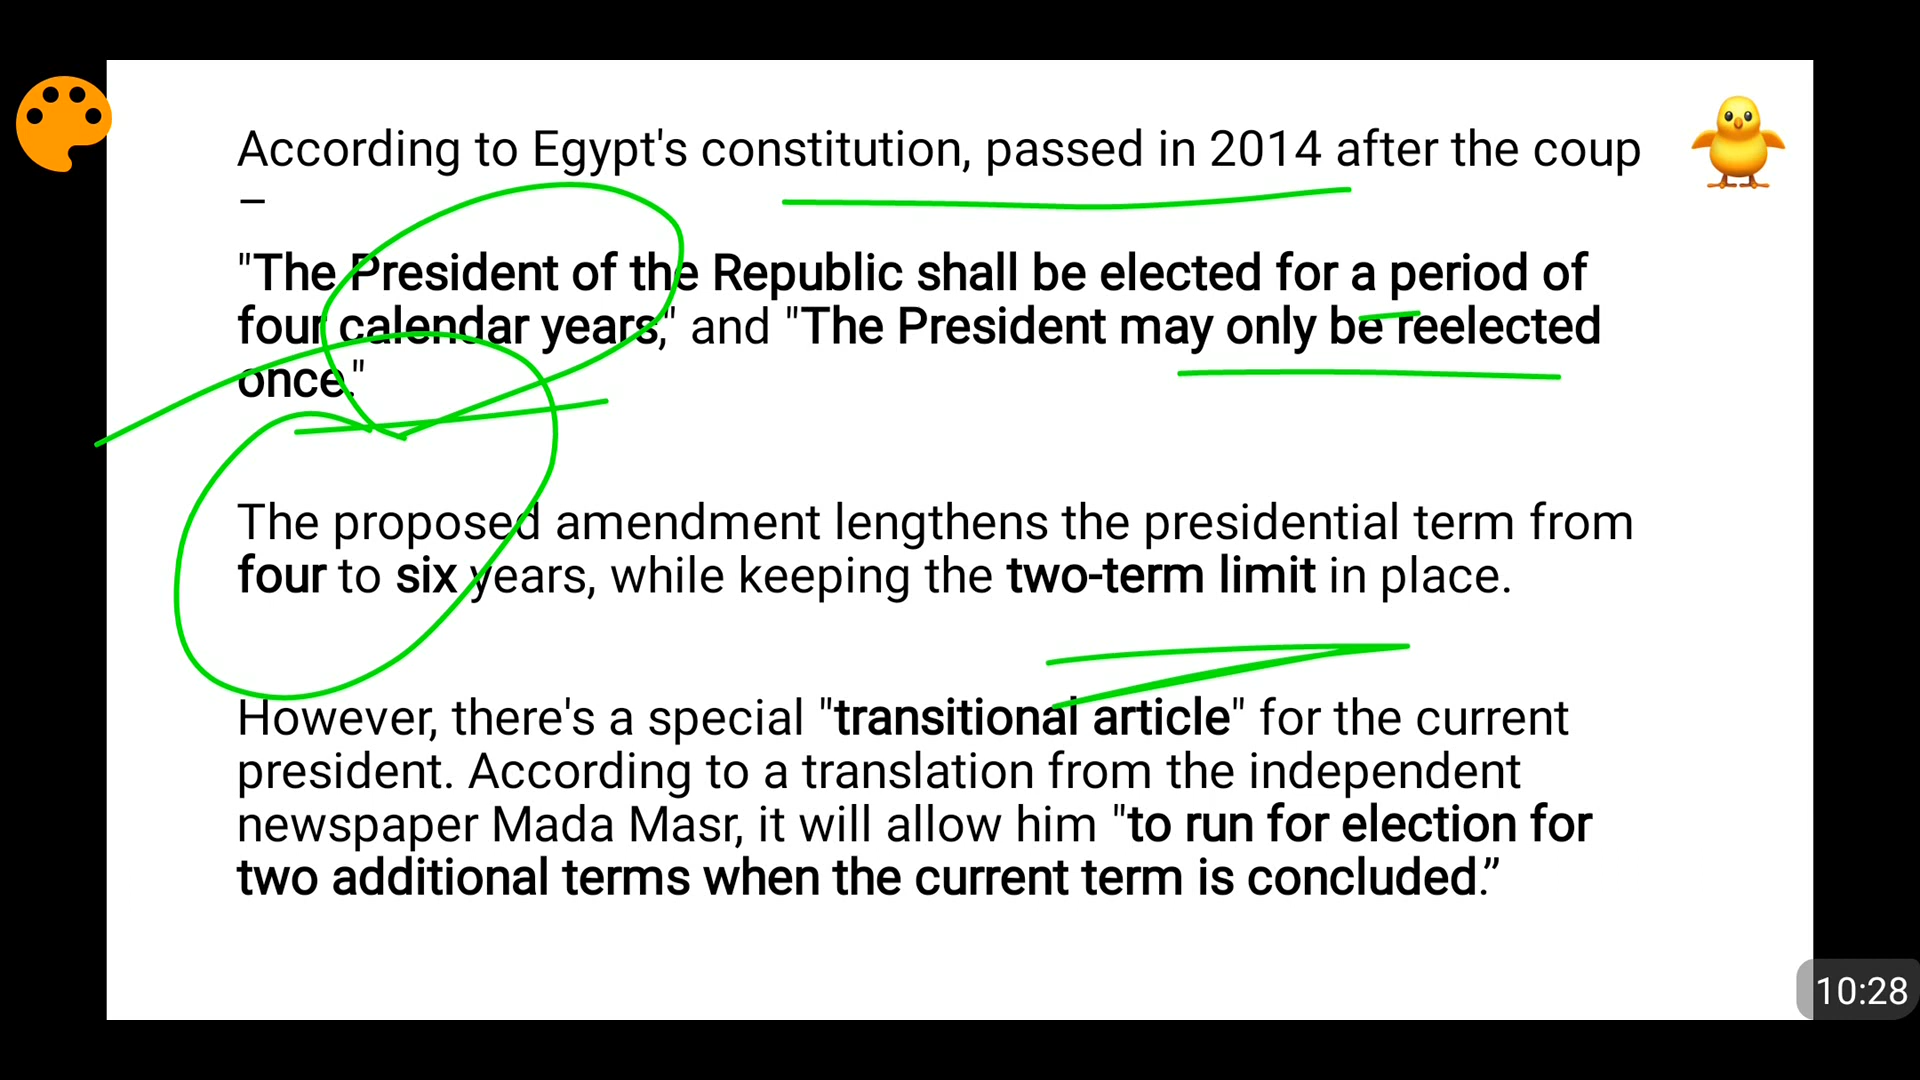 According to Egypt's constitution, passed in 2014 after the coup
–
"The President of the Republic shall be elected for a period of
four calendar years," and "The President may only be reelected
once."
The proposed amendment lengthens the presidential term from
four to six years, while keeping the two-term limit in place.
However, there's a special "transitional article" for the current
president. According to a translation from the independent
newspaper Mada Masr, it will allow him "to run for election for
two additional terms when the current term is concluded.”
10:28